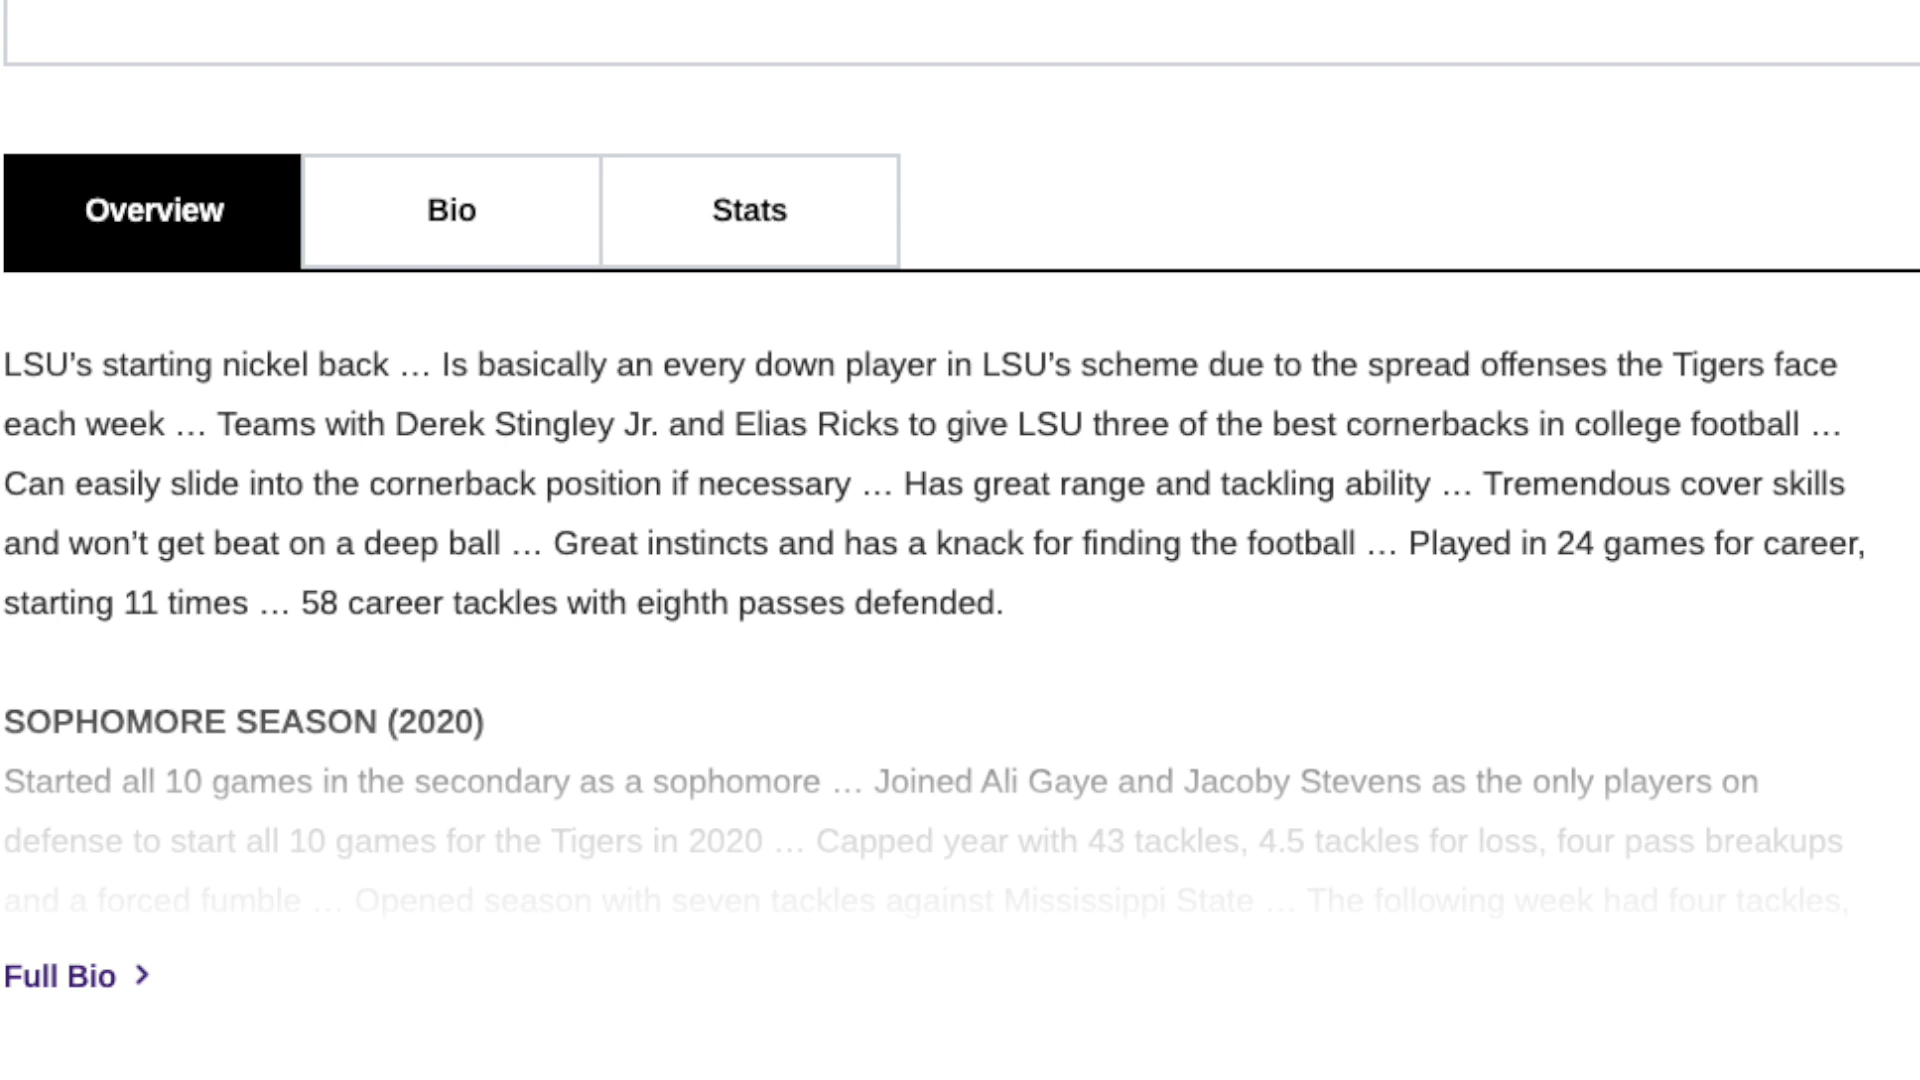 Overview Bio Stats
LSU’s starting nickel back … Is basically an every down player in LSU’s scheme due to the spread offenses the Tigers face
each week … Teams with Derek Stingley Jr. and Elias Ricks to give LSU three of the best cornerbacks in college football …
Can easily slide into the cornerback position if necessary … Has great range and tackling ability … Tremendous cover skills
and won’t get beat on a deep ball … Great instincts and has a knack for finding the football … Played in 24 games for career,
starting 11 times … 58 career tackles with eighth passes defended.
SOPHOMORE SEASON (2020)
Started all 10 games in the secondary as a sophomore … Joined Ali Gaye and Jacoby Stevens as the only players on
defense to start all 10 games for the Tigers in 2020 … Capped year with 43 tackles, 4.5 tackles for loss, four pass breakups
and a forced fumble … Opened season with seven tackles against Mississippi State … The following week had four tackles,
Full Bio >